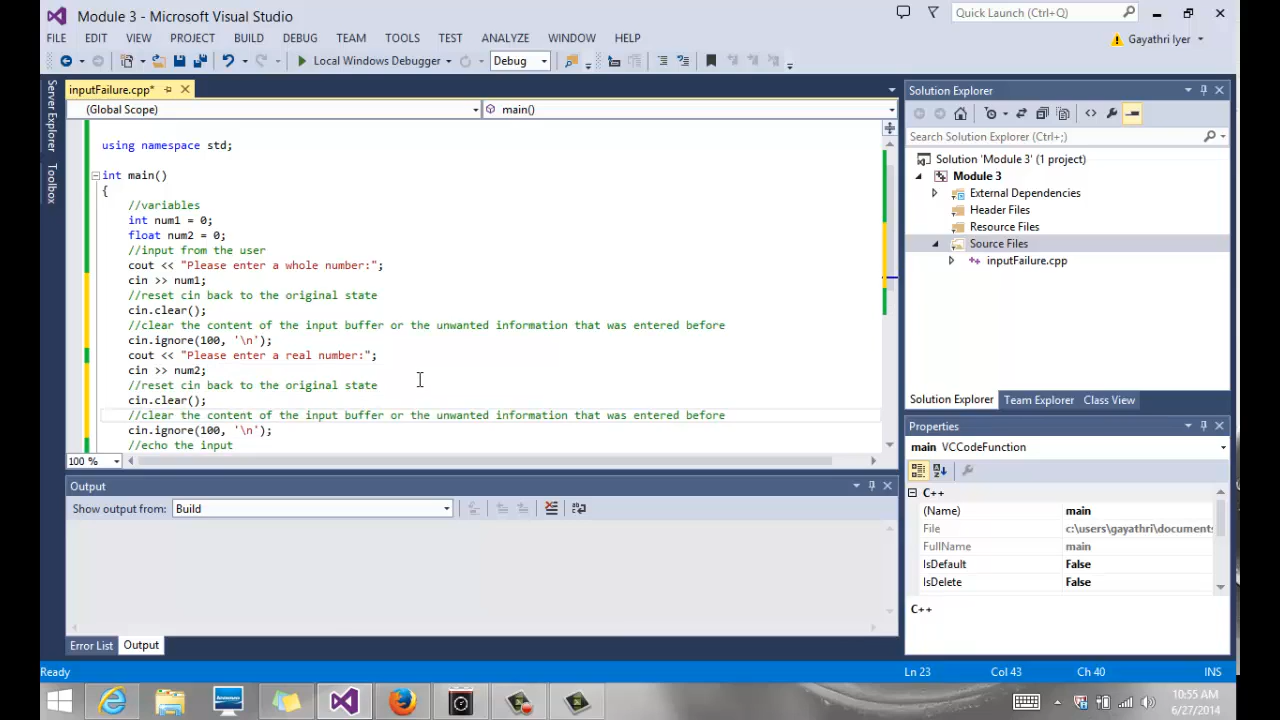 Module 3 - Microsoft Visual Studio
Quick Launch (Ctrl+Q)
FILE EDIT VIEW PROJECT BUILD DEBUG TEAM TOOLS TEST ANALYZE WINDOW HELP
Gayathri Iyer
Local Windows Debugger Debug
Server Explorer
Toolbox
inputFailure.cpp*
(Global Scope) main()
using namespace std;
int main()
{
//variables
int num1 = 0;
float num2 = 0;
//input from the user
cout << "Please enter a whole number:";
cin >> num1;
//reset cin back to the original state
cin.clear();
//clear the content of the input buffer or the unwanted information that was entered before
cin.ignore(100, '\n');
cout << "Please enter a real number:";
cin >> num2;
//reset cin back to the original state
cin.clear();
//clear the content of the input buffer or the unwanted information that was entered before
cin.ignore(100, '\n');
//echo the input
100 %
Output
Show output from: Build
Error List Output
Solution Explorer
Search Solution Explorer (Ctrl+;)
Solution 'Module 3' (1 project)
Module 3
External Dependencies
Header Files
Resource Files
Source Files
inputFailure.cpp
Solution Explorer Team Explorer Class View
Properties
main VCCodeFunction
C++
(Name) main
File c:\users\gayathri\documents
FullName main
IsDefault False
IsDelete False
C++
Ready Ln 23 Col 43 Ch 40 INS
10:55 AM
6/27/2014